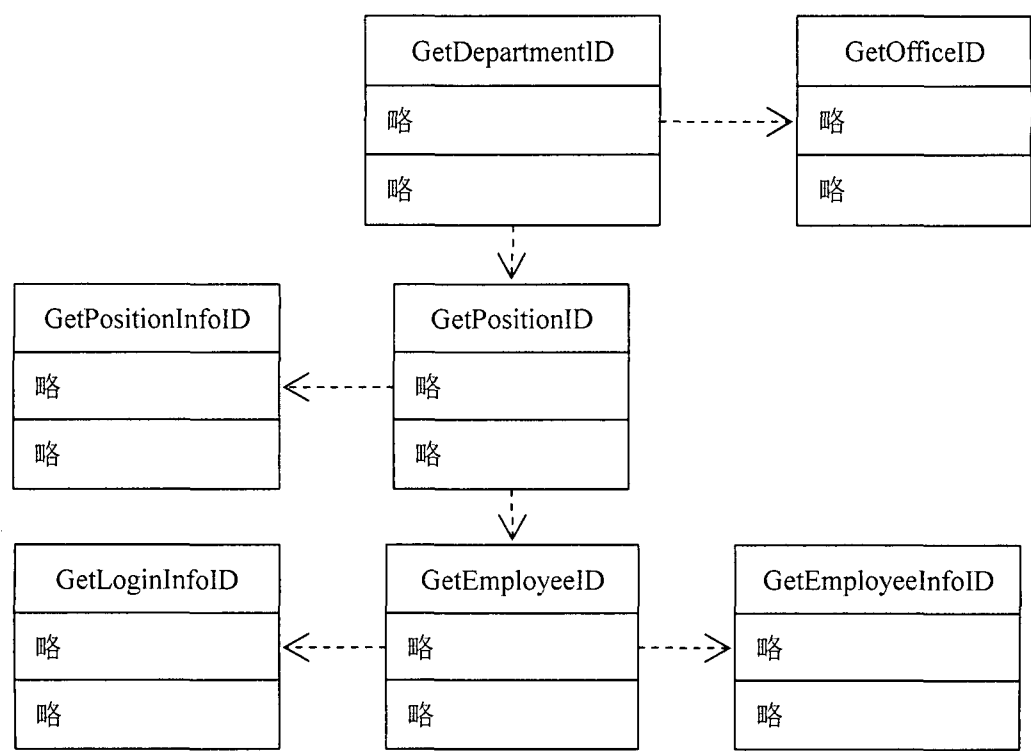 GetDepartmentID
略
略
GetOfficeID
略
略
GetPositionInfoID
略
略
GetPositionID
略
略
GetLoginInfoID
略
略
GetEmployeeID
略
略
GetEmployeeInfoID
略
略